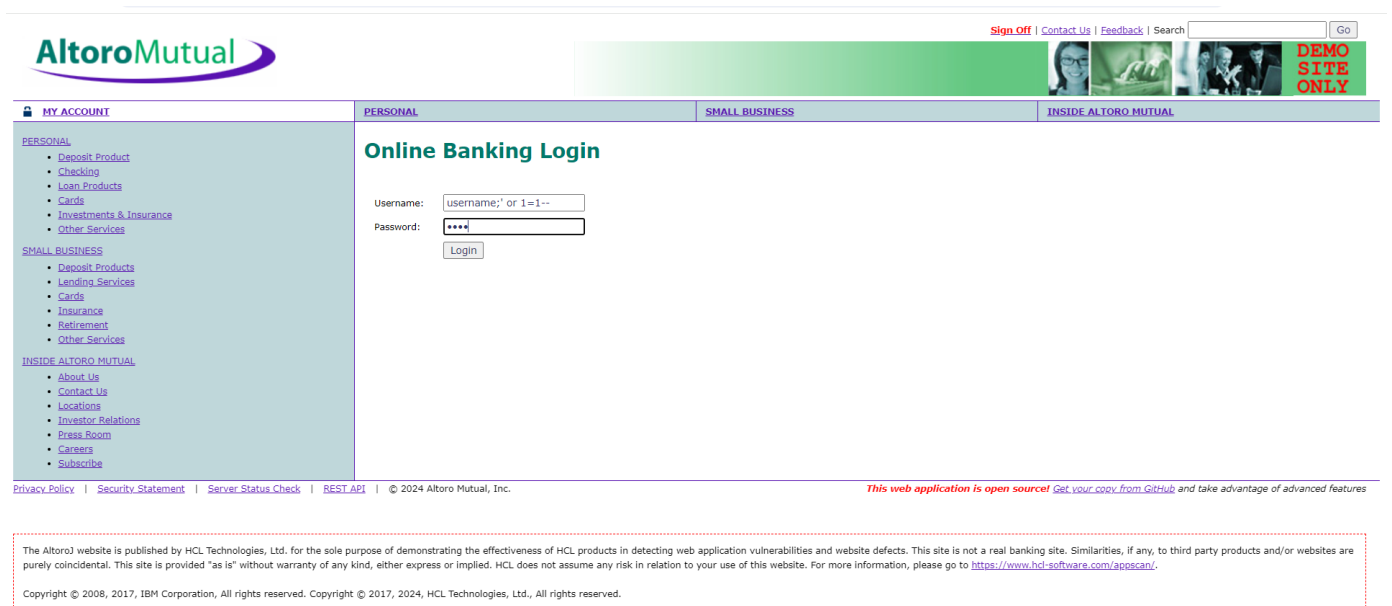 Sign Off | Contact Us | Feedback | Search Go
AltoroMutual
DEMO
SITE
ONLY
MY ACCOUNT PERSONAL SMALL BUSINESS INSIDE ALTORO MUTUAL
PERSONAL
• Deposit Product
• Checking
• Loan Products
• Cards
• Investments & Insurance
• Other Services
SMALL BUSINESS
• Deposit Products
• Lending Services
• Cards
• Insurance
• Retirement
• Other Services
INSIDE ALTORO MUTUAL
• About Us
• Contact Us
• Locations
• Investor Relations
• Press Room
• Careers
• Subscribe
Online Banking Login
Username: username;' or 1=1--
Password: ••••
Login
Privacy Policy | Security Statement | Server Status Check | REST API | © 2024 Altoro Mutual, Inc. This web application is open source! Get your copy from GitHub and take advantage of advanced features
The AltoroJ website is published by HCL Technologies, Ltd. for the sole purpose of demonstrating the effectiveness of HCL products in detecting web application vulnerabilities and website defects. This site is not a real banking site. Similarities, if any, to third party products and/or websites are
purely coincidental. This site is provided "as is" without warranty of any kind, either express or implied. HCL does not assume any risk in relation to your use of this website. For more information, please go to https://www.hcl-software.com/appscan/.
Copyright © 2008, 2017, IBM Corporation, All rights reserved. Copyright © 2017, 2024, HCL Technologies, Ltd., All rights reserved.